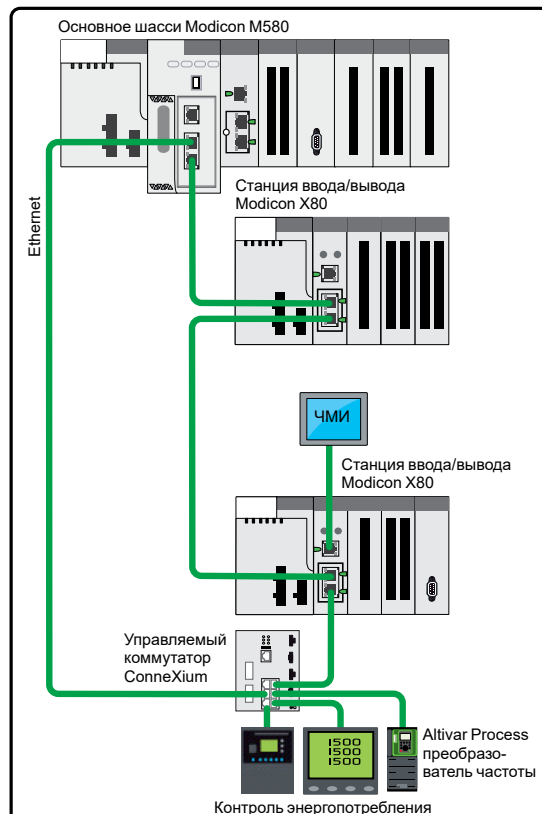 Основное шасси Modicon M580
Ethernet
Станция ввода/вывода
Modicon X80
ЧМИ
Станция ввода/вывода
Modicon X80
Управляемый
коммутатор
ConneXium
1500
1500
1500
Altivar Process
преобразо-
ватель частоты
Контроль энергопотребления